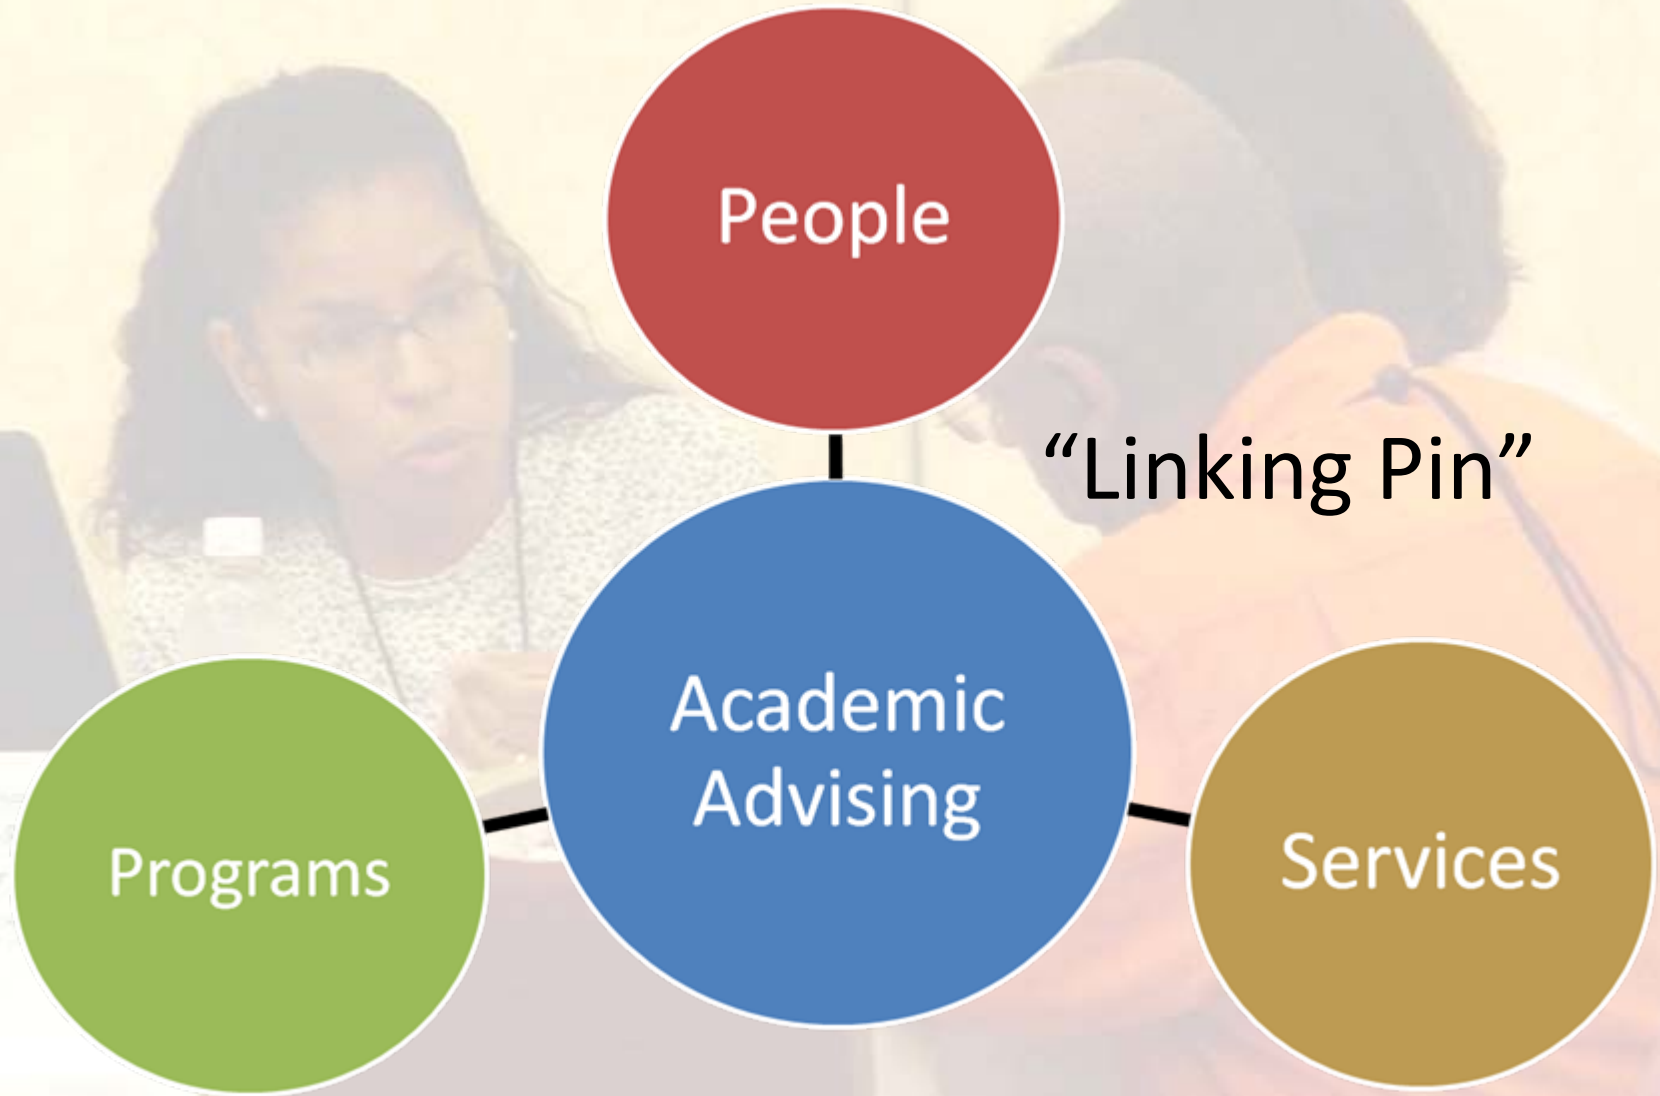 People
“Linking Pin”
Academic
Advising
Programs
Services